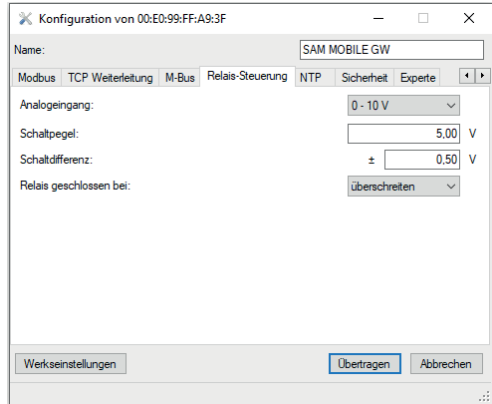 Konfiguration von 00:E0:99:FF:A9:3F
Name: SAM MOBILE GW
Modbus TCP Weiterleitung M-Bus Relais-Steuerung NTP Sicherheit Experte
Analogeingang: 0 - 10 V
Schaltpegel: 5,00 V
Schaltdifferenz: ± 0,50 V
Relais geschlossen bei: überschreiten
Werkseinstellungen Übertragen Abbrechen